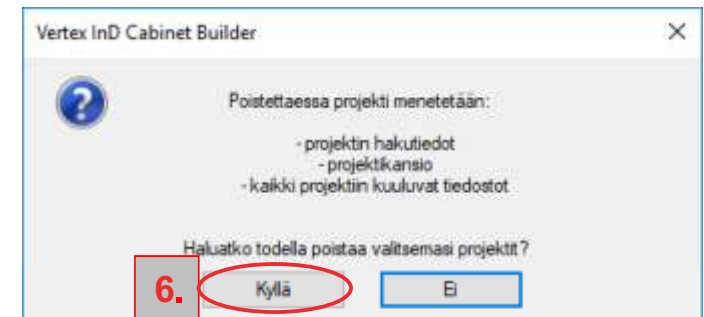 Vertex InD Cabinet Builder
Poistettaessa projekti menetetään:
-projektin hakutiedot
-projektikansio
-kaikki projektiin kuuluvat tiedostot
Haluatko todella poistaa valitsemasi projektit?
6. Kyllä Ei